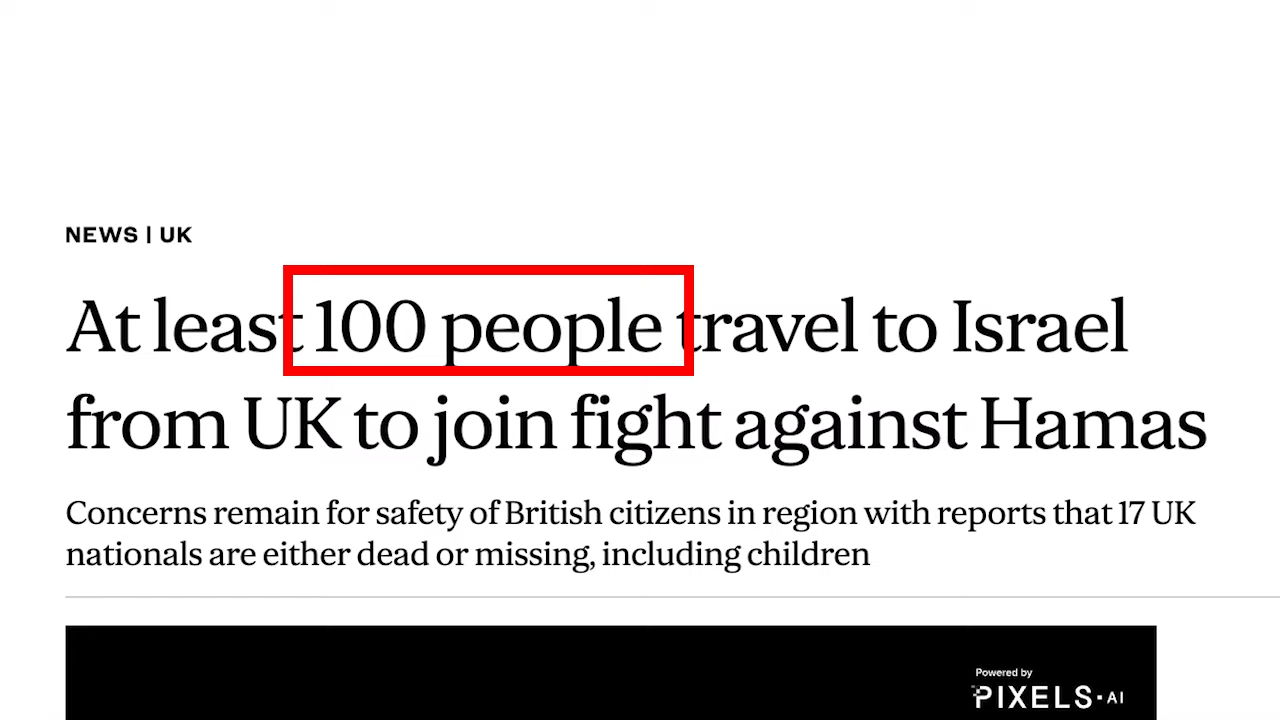 NEWS | UK
At least 100 people travel to Israel
from UK to join fight against Hamas
Concerns remain for safety of British citizens in region with reports that 17 UK
nationals are either dead or missing, including children
Powered by
PIXELS·AI